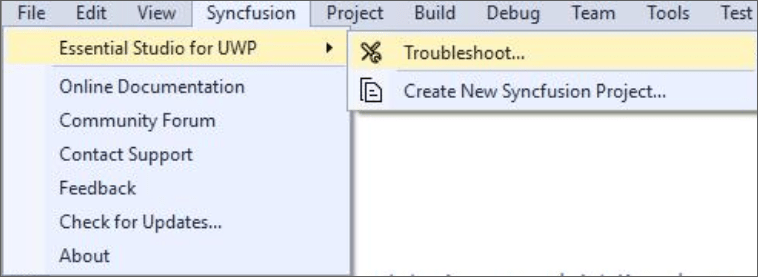 File Edit View Syncfusion Project Build Debug Team Tools Test
Essential Studio for UWP
Troubleshoot...
Create New Syncfusion Project...
Online Documentation
Community Forum
Contact Support
Feedback
Check for Updates...
About